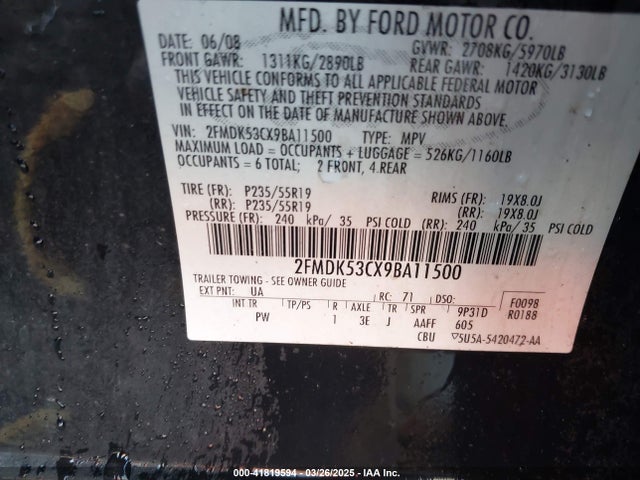 MFD. BY FORD MOTOR CO.
DATE: 06/08 GVWR: 2708KG/5970LB
FRONT GAWR: 1311KG/2890LB REAR GAWR: 1420KG/3130LB
THIS VEHICLE CONFORMS TO ALL APPLICABLE FEDERAL MOTOR
VEHICLE SAFETY AND THEFT PREVENTION STANDARDS
IN EFFECT ON THE DATE OF MANUFACTURE SHOWN ABOVE.
VIN: 2FMDK53CX9BA11500 TYPE: MPV
MAXIMUM LOAD = OCCUPANTS + LUGGAGE = 526KG/1160LB
OCCUPANTS = 6 TOTAL; 2 FRONT, 4 REAR
TIRE (FR): P235/55R19 RIMS (FR): 19X8.0J
(RR): P235/55R19 (RR): 19X8.0J
PRESSURE (FR): 240 kPa/ 35 PSI COLD (RR): 240 kPa/ 35 PSI COLD
2FMDK53CX9BA11500
TRAILER TOWING - SEE OWNER GUIDE
EXT PNT: UA RC: 71 DSO: F0098
INT TR TP/PS R AXLE TR SPR 9P31D R0188
PW 1 3E J AAFF 605
CBU ▽5U5A-5420472-AA
000-41819594 - 03/26/2025 - IAA Inc.